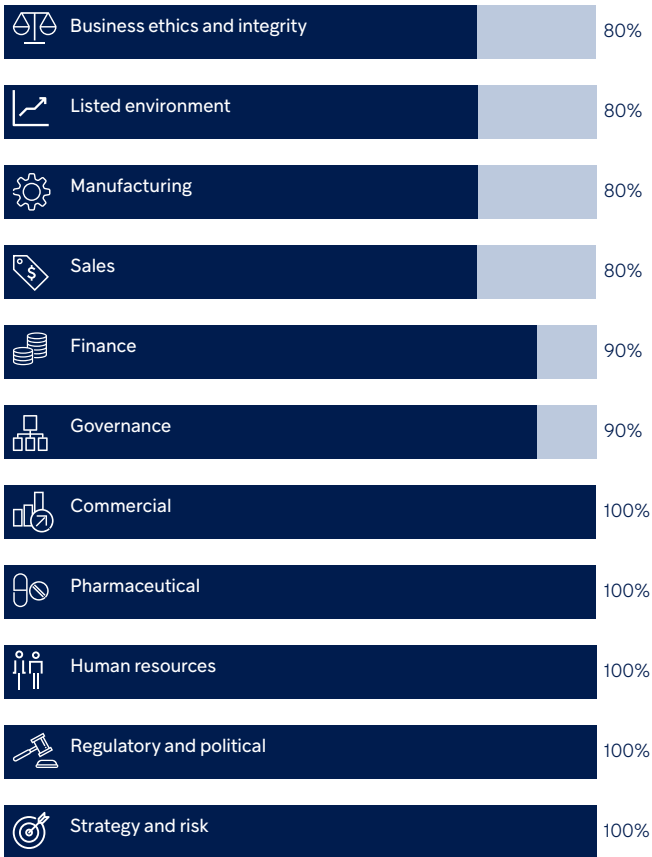 Business ethics and integrity 80%
Listed environment 80%
Manufacturing 80%
$ Sales 80%
Finance 90%
Governance 90%
Commercial 100%
Pharmaceutical 100%
Human resources 100%
Regulatory and political 100%
Strategy and risk 100%